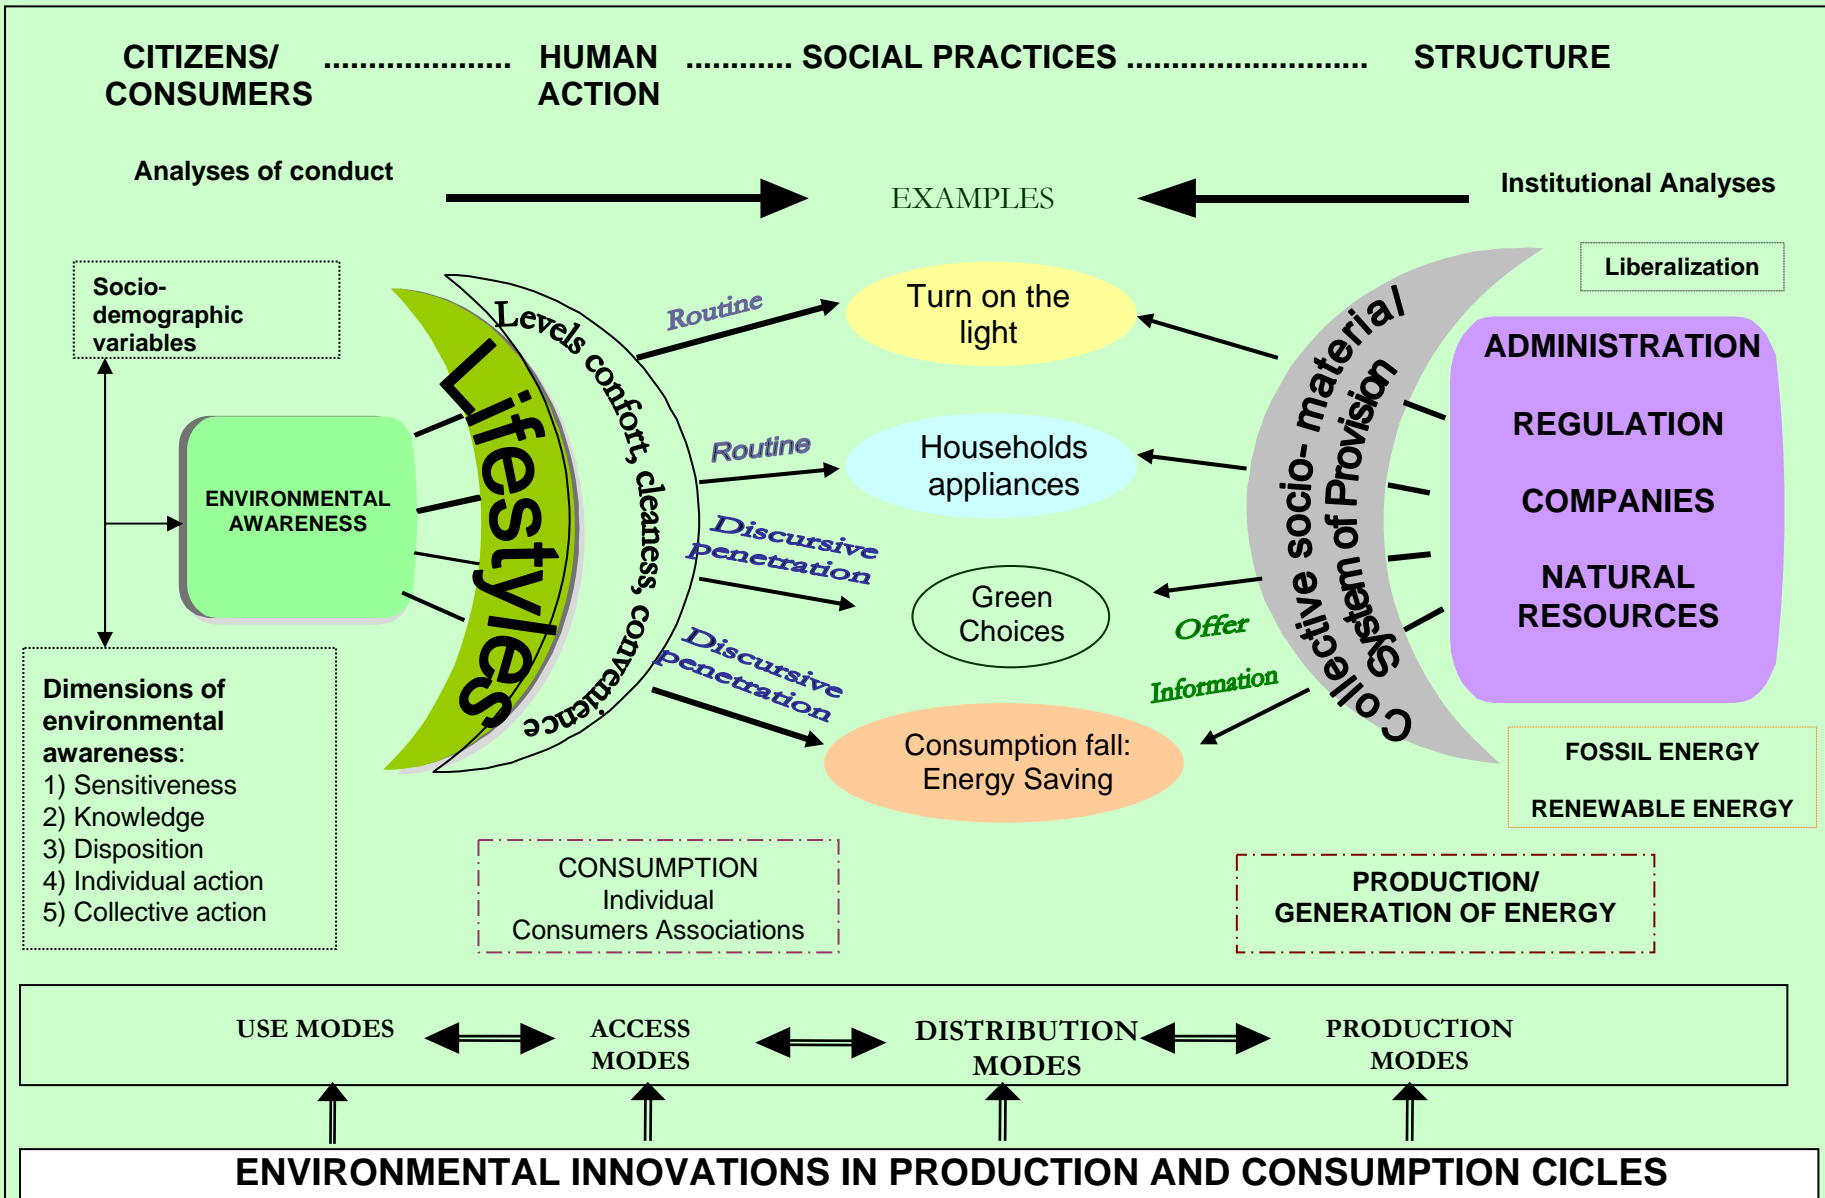 CITIZENS/ ..................... HUMAN ............ SOCIAL PRACTICES ........................... STRUCTURE
CONSUMERS ACTION
Analyses of conduct
EXAMPLES
Institutional Analyses
Socio-
demographic
variables
ENVIRONMENTAL
AWARENESS
Dimensions of
environmental
awareness:
1) Sensitiveness
2) Knowledge
3) Disposition
4) Individual action
5) Collective action
Lifestyles
Levels confort, cleaness, convenience
Routine
Routine
Discursive
penetration
Discursive
penetration
Turn on the
light
Households
appliances
Green
Choices
Consumption fall:
Energy Saving
Offer
Information
Collective socio- material
System of Provision
Liberalization
ADMINISTRATION
REGULATION
COMPANIES
NATURAL
RESOURCES
FOSSIL ENERGY
RENEWABLE ENERGY
CONSUMPTION
Individual
Consumers Associations
PRODUCTION/
GENERATION OF ENERGY
USE MODES
ACCESS
MODES
DISTRIBUTION
MODES
PRODUCTION
MODES
ENVIRONMENTAL INNOVATIONS IN PRODUCTION AND CONSUMPTION CICLES